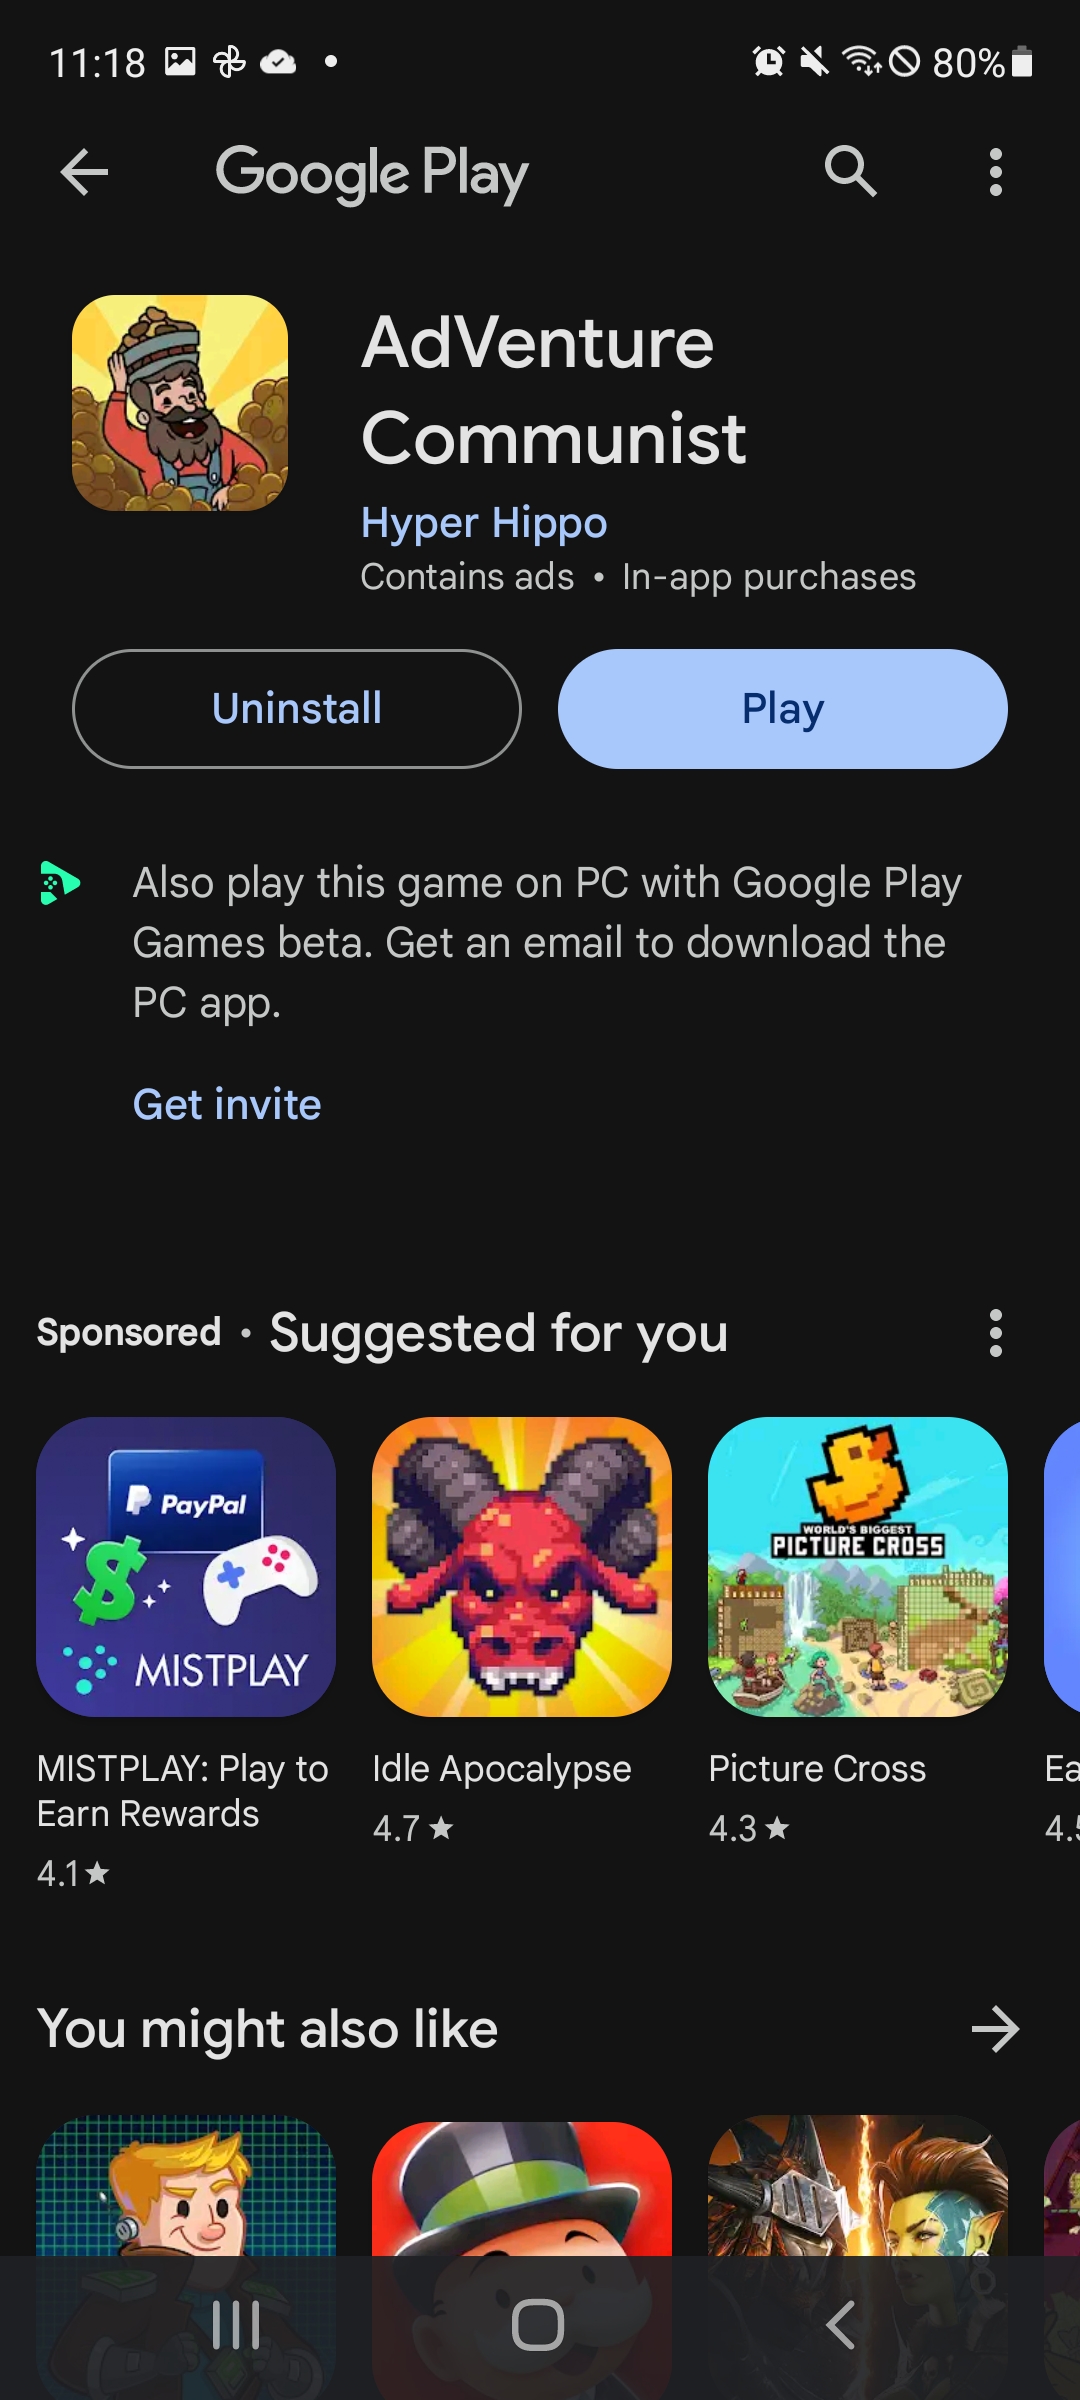 11:18
80%
Google Play
AdVenture
Communist
Hyper Hippo
Contains ads • In-app purchases
Uninstall
Play
Also play this game on PC with Google Play
Games beta. Get an email to download the
PC app.
Get invite
Sponsored • Suggested for you
PayPal
$
MISTPLAY
WORLD'S BIGGEST
PICTURE CROSS
MISTPLAY: Play to
Earn Rewards
4.1★
Idle Apocalypse
4.7 ★
Picture Cross
4.3 ★
Ea
4.5
You might also like